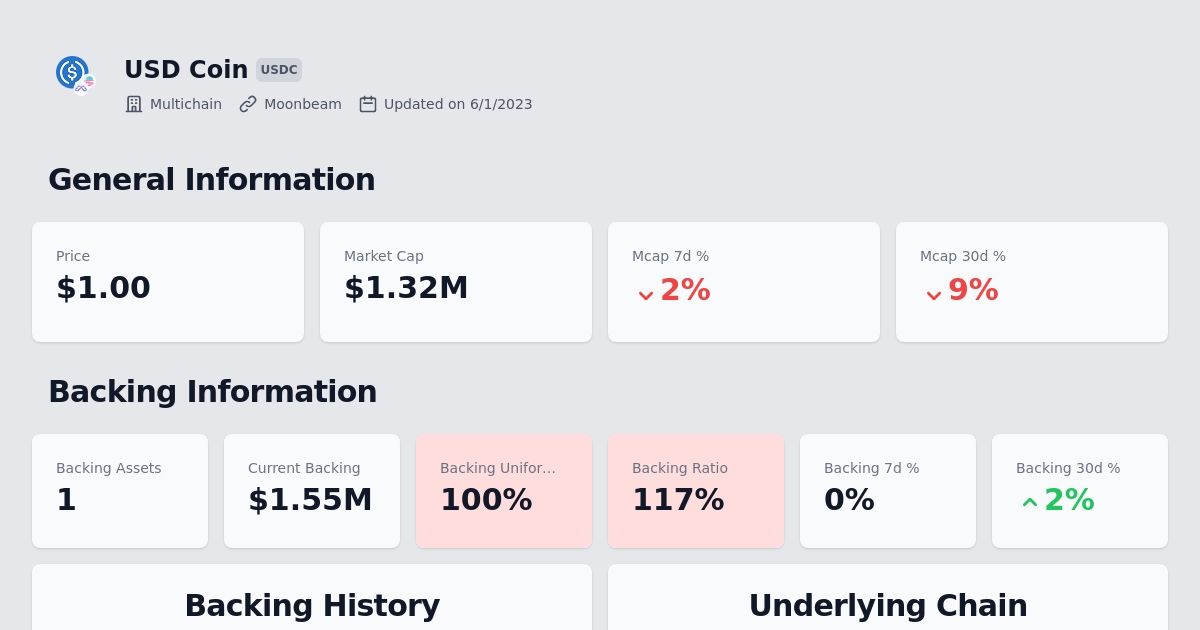 USD Coin USDC
Multichain Moonbeam Updated on 6/1/2023
General Information
Price Market Cap Mcap 7d % Mcap 30d %
$1.00 $1.32M 2% 9%
Backing Information
Backing Assets Current Backing Backing Unifor... Backing Ratio Backing 7d % Backing 30d %
1 $1.55M 100% 117% 0% 2%
Backing History Underlying Chain